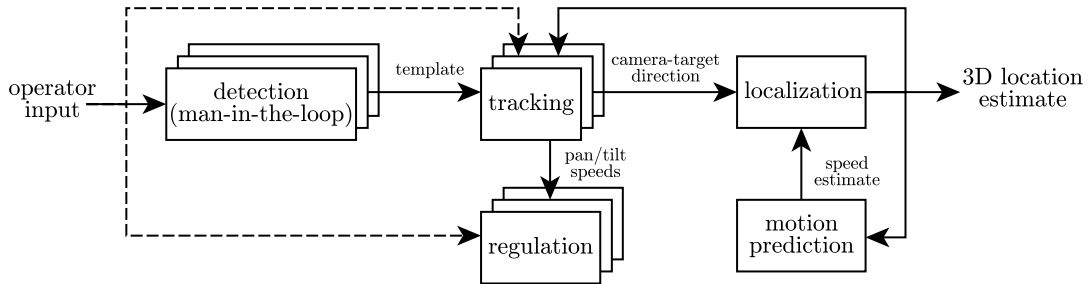 operator
input
detection
(man-in-the-loop)
template
tracking
camera-target
direction
localization
3D location
estimate
pan/tilt
speeds
speed
estimate
regulation
motion
prediction